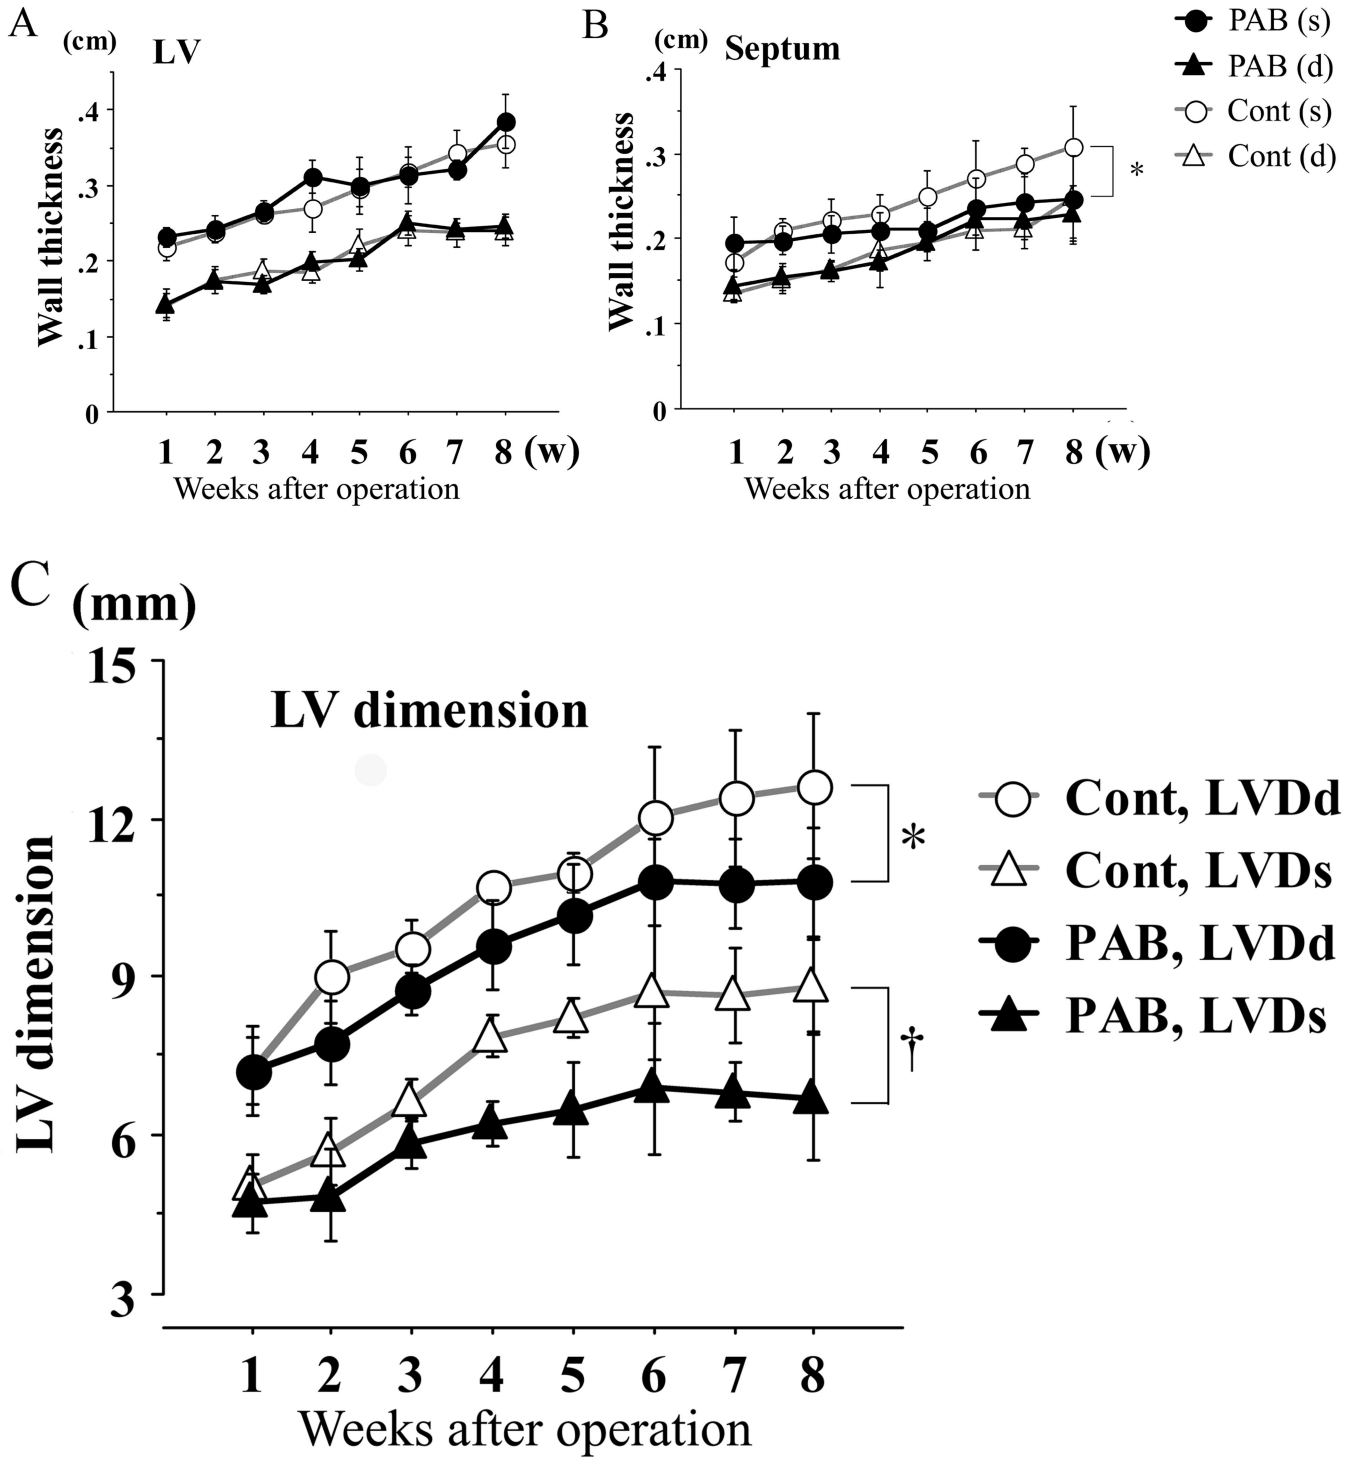 A
(cm)
LV
Wall thickness
.4
.3
.2
.1
0
1 2 3 4 5 6 7 8 (w)
Weeks after operation
B
(cm)
Septum
Wall thickness
.4
.3
.2
.1
0
*
1 2 3 4 5 6 7 8 (w)
Weeks after operation
PAB (s)
PAB (d)
Cont (s)
Cont (d)
C
(mm)
LV dimension
LV dimension
15
12
9
6
3
*
†
1 2 3 4 5 6 7 8
Weeks after operation
Cont, LVDd
Cont, LVDs
PAB, LVDd
PAB, LVDs